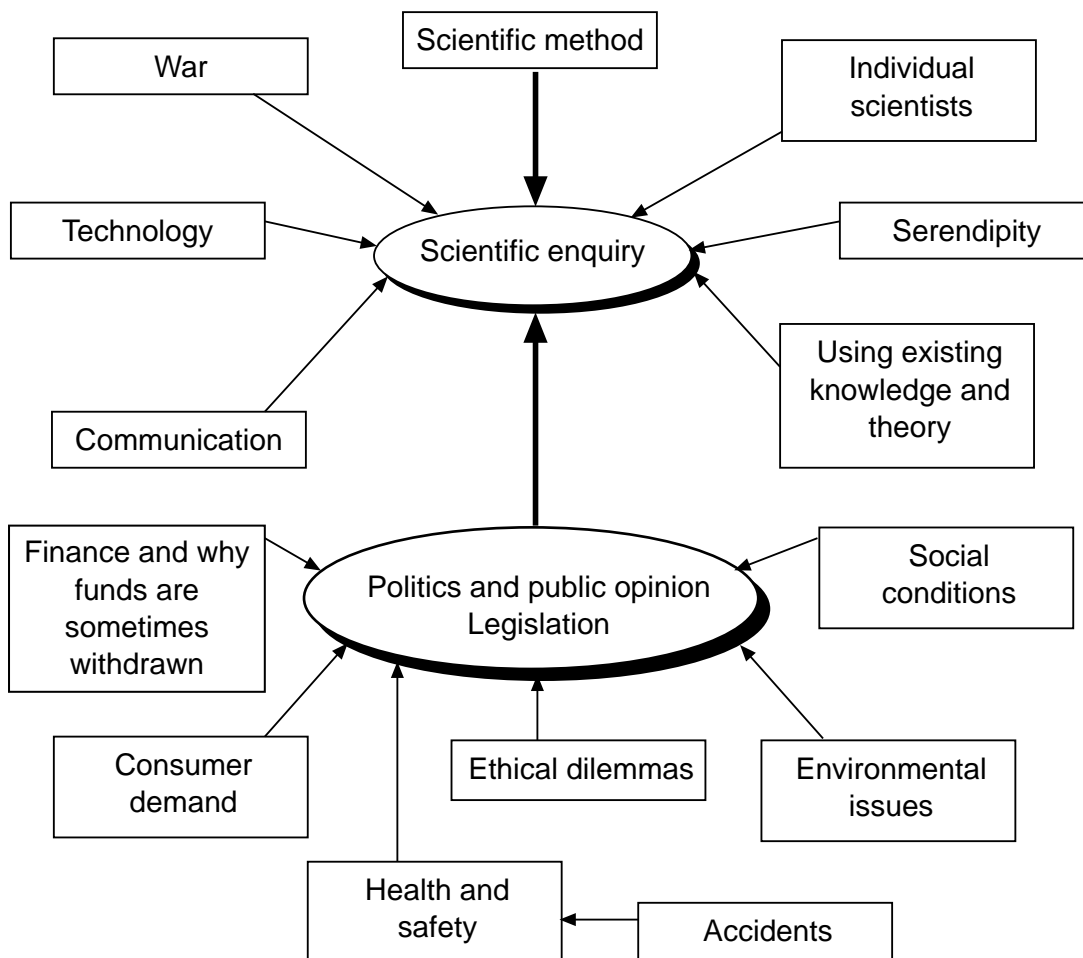 Scientific method
War
Individual
scientists
Technology
Scientific enquiry
Serendipity
Using existing
knowledge and
theory
Communication
Finance and why
funds are
sometimes
withdrawn
Politics and public opinion
Legislation
Social
conditions
Consumer
demand
Ethical dilemmas
Environmental
issues
Health and
safety
Accidents